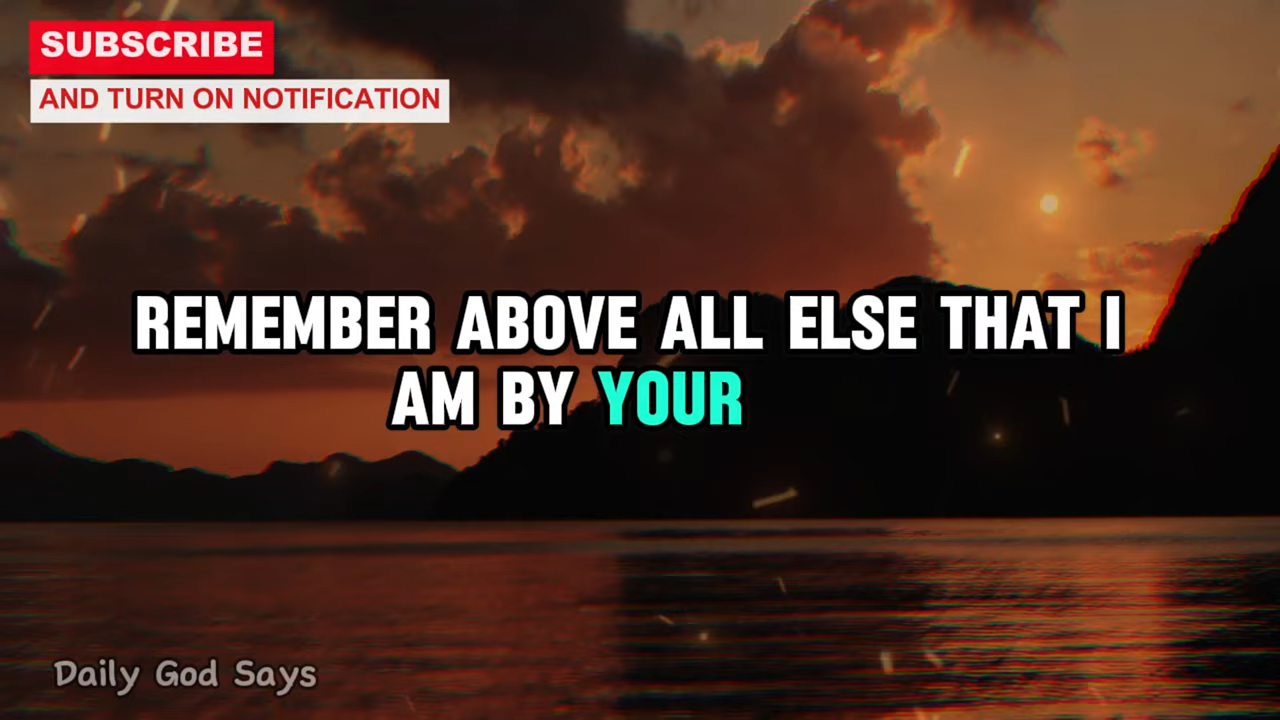 SUBSCRIBE
AND TURN ON NOTIFICATION
REMEMBER ABOVE ALL ELSE THAT I
AM BY YOUR
Daily God Says